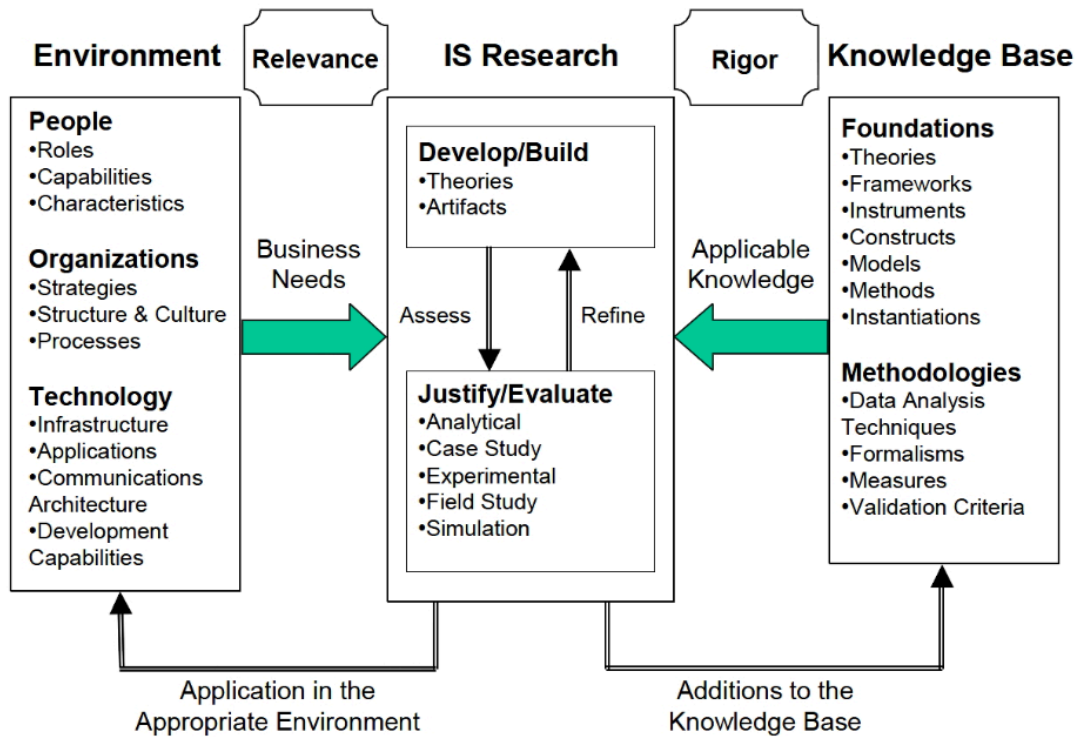 Environment
Relevance
IS Research
Rigor
Knowledge Base
People
•Roles
•Capabilities
•Characteristics
Organizations
•Strategies
•Structure & Culture
•Processes
Technology
•Infrastructure
•Applications
•Communications
Architecture
•Development
Capabilities
Business
Needs
Develop/Build
•Theories
•Artifacts
Assess
Refine
Justify/Evaluate
•Analytical
•Case Study
•Experimental
•Field Study
•Simulation
Applicable
Knowledge
Foundations
•Theories
•Frameworks
•Instruments
•Constructs
•Models
•Methods
•Instantiations
Methodologies
•Data Analysis
Techniques
•Formalisms
•Measures
•Validation Criteria
Application in the
Appropriate Environment
Additions to the
Knowledge Base